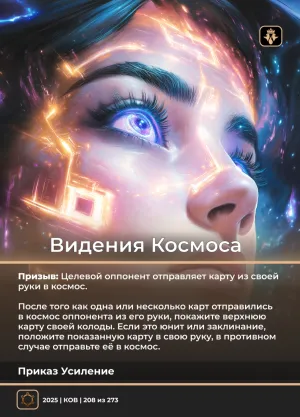 Видения Космоса
Призыв: Целевой оппонент отправляет карту из своей
руки в космос.
После того как одна или несколько карт отправились
в космос оппонента из его руки, покажите верхнюю
карту своей колоды. Если это юнит или заклинание,
положите показанную карту в свою руку, в противном
случае отправьте её в космос.
Приказ Усиление
2025 | КОВ | 208 из 273